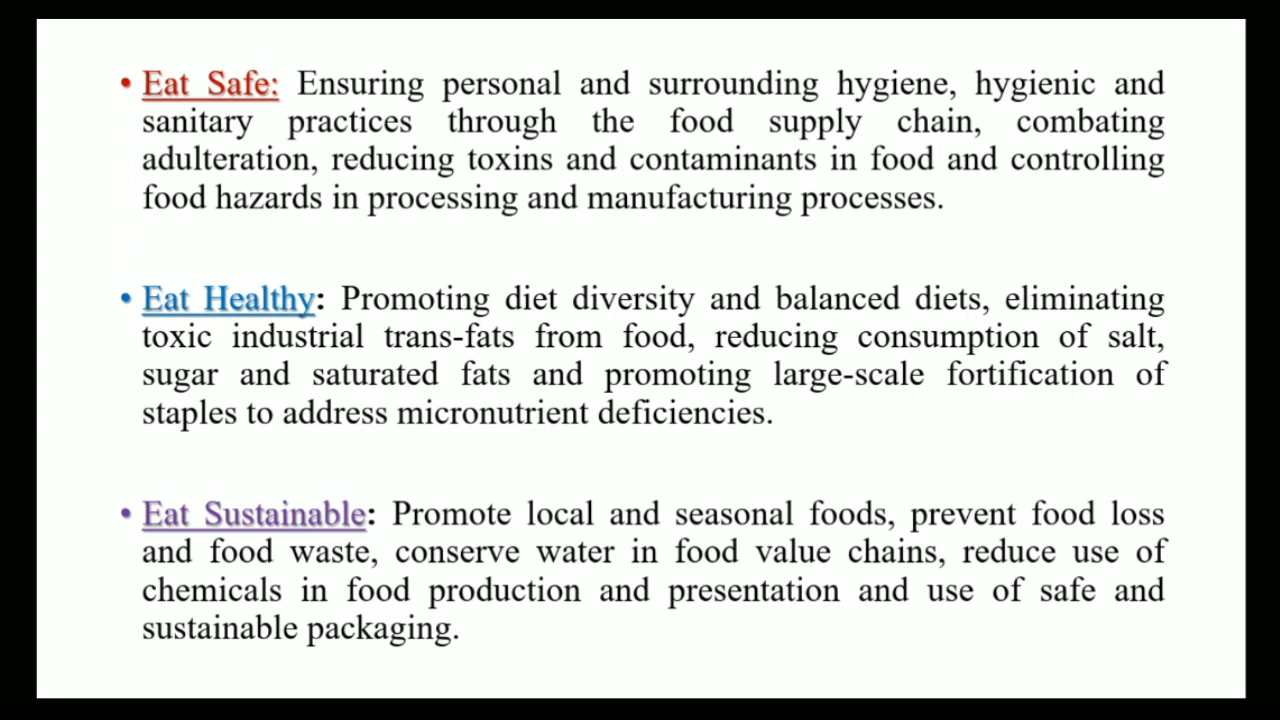 • Eat Safe: Ensuring personal and surrounding hygiene, hygienic and
sanitary practices through the food supply chain, combating
adulteration, reducing toxins and contaminants in food and controlling
food hazards in processing and manufacturing processes.
• Eat Healthy: Promoting diet diversity and balanced diets, eliminating
toxic industrial trans-fats from food, reducing consumption of salt,
sugar and saturated fats and promoting large-scale fortification of
staples to address micronutrient deficiencies.
• Eat Sustainable: Promote local and seasonal foods, prevent food loss
and food waste, conserve water in food value chains, reduce use of
chemicals in food production and presentation and use of safe and
sustainable packaging.